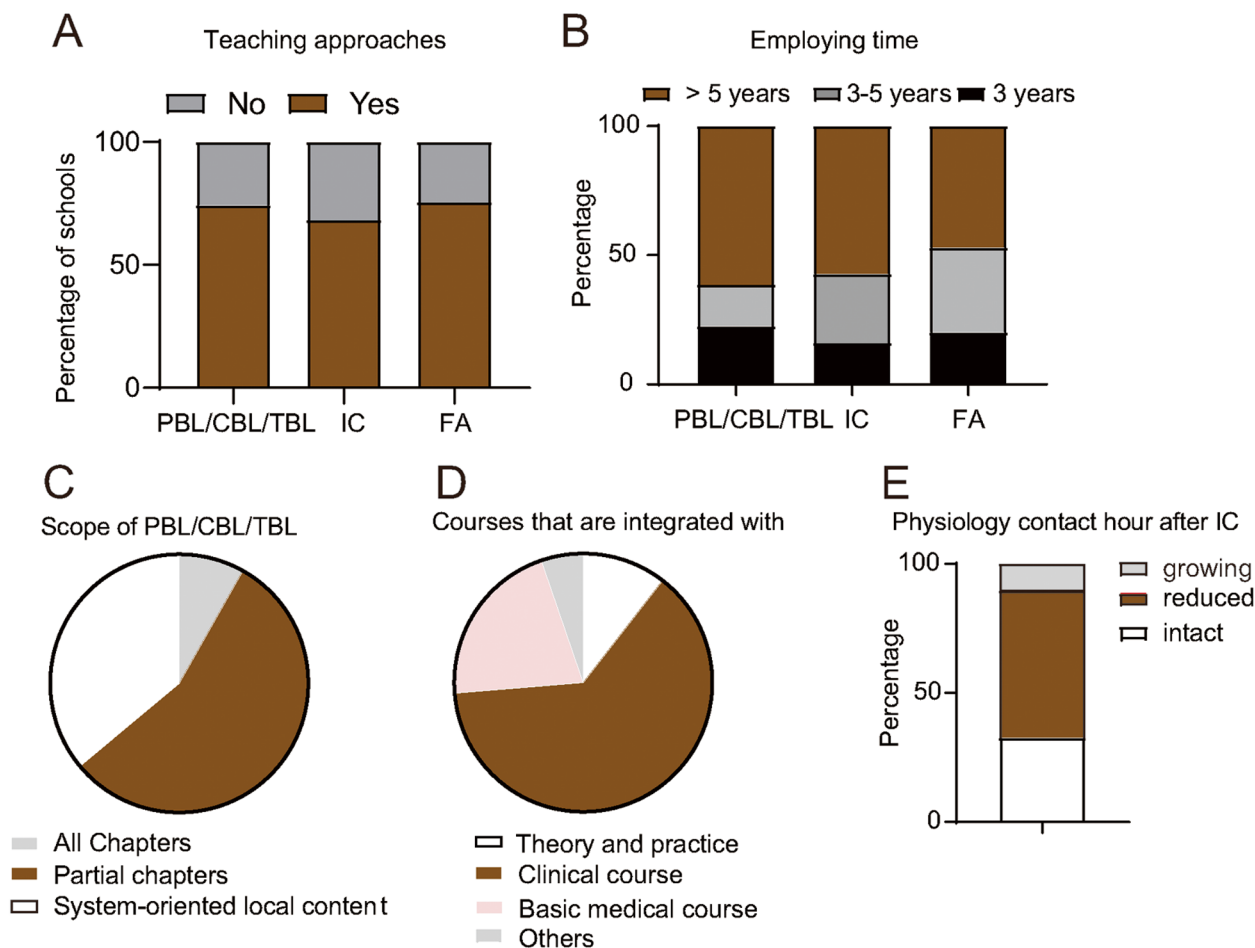 A
Teaching approaches
No Yes
Percentage of schools
100
50
0
PBL/CBL/TBL IC FA
B
Employing time
> 5 years 3-5 years 3 years
Percentage
100
50
0
PBL/CBL/TBL IC FA
C
Scope of PBL/CBL/TBL
All Chapters
Partial chapters
System-oriented local content
D
Courses that are integrated with
Theory and practice
Clinical course
Basic medical course
Others
E
Physiology contact hour after IC
Percentage
100
50
0
growing
reduced
intact